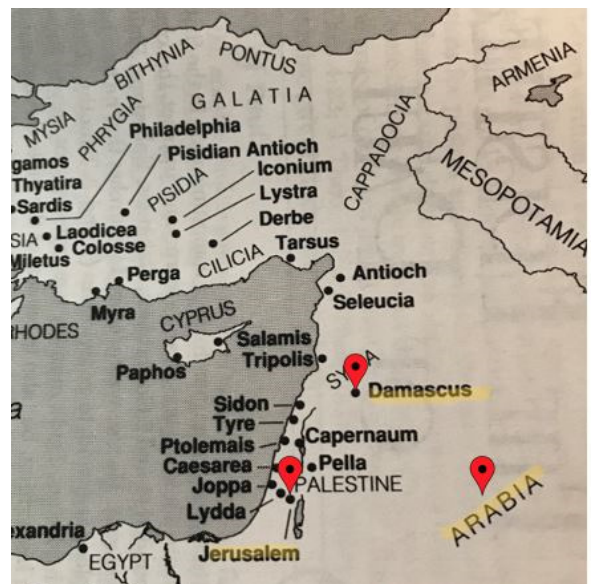 BITHYNIA
PONTUS
ARMENIA
GALATIA
MYSIA
PHRYGIA
Philadelphia
CAPPADOCIA
gamos
Pisidian Antioch
MESOPOTAMIA
Thyatira
PISIDIA
Iconium
Sardis
Lystra
SIA
Laodicea
Derbe
Colosse
Miletus
CILICIA
Tarsus
Perga
Antioch
Myra
Seleucia
RHODES
CYPRUS
Salamis
Tripolis
Paphos
Damascus
Sidon
Tyre
Ptolemais
Capernaum
Caesarea
Pella
Joppa
PALESTINE
Lydda
ARABIA
exandria
Jerusalem
EGYPT